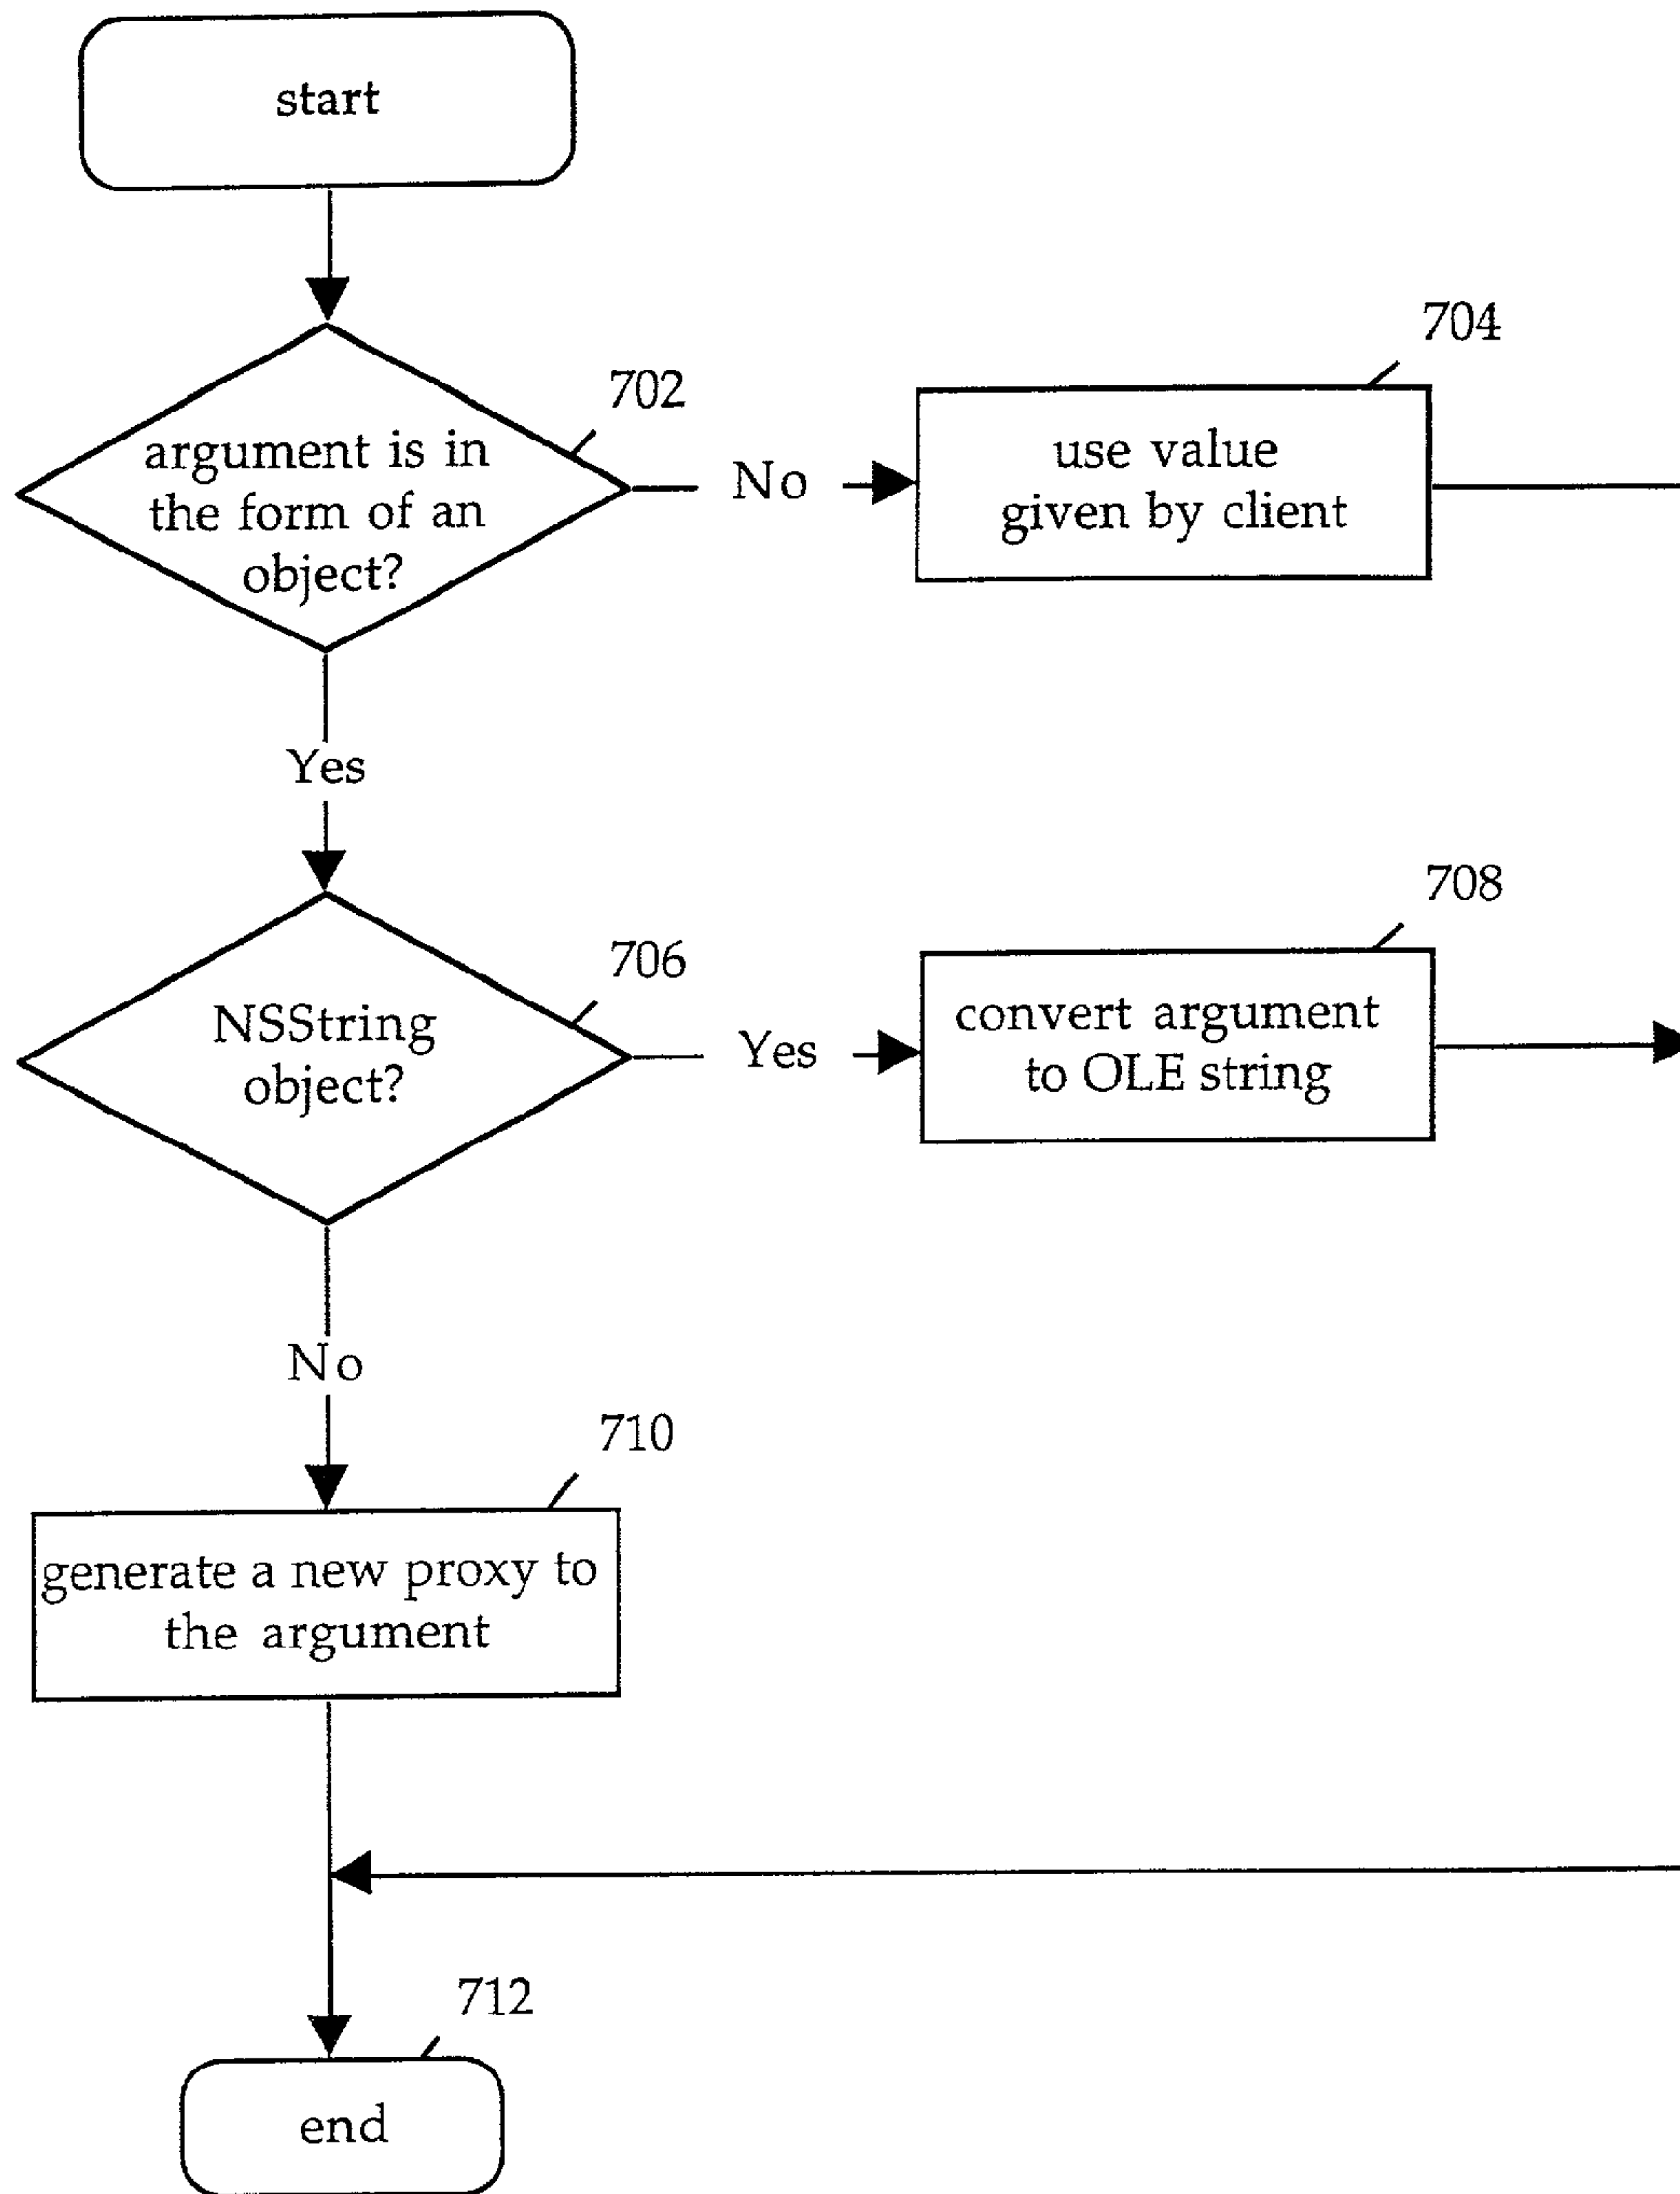 start
702
argument is in
the form of an
object?
No
704
use value
given by client
Yes
706
NSString
object?
Yes
708
convert argument
to OLE string
No
710
generate a new proxy to
the argument
712
end